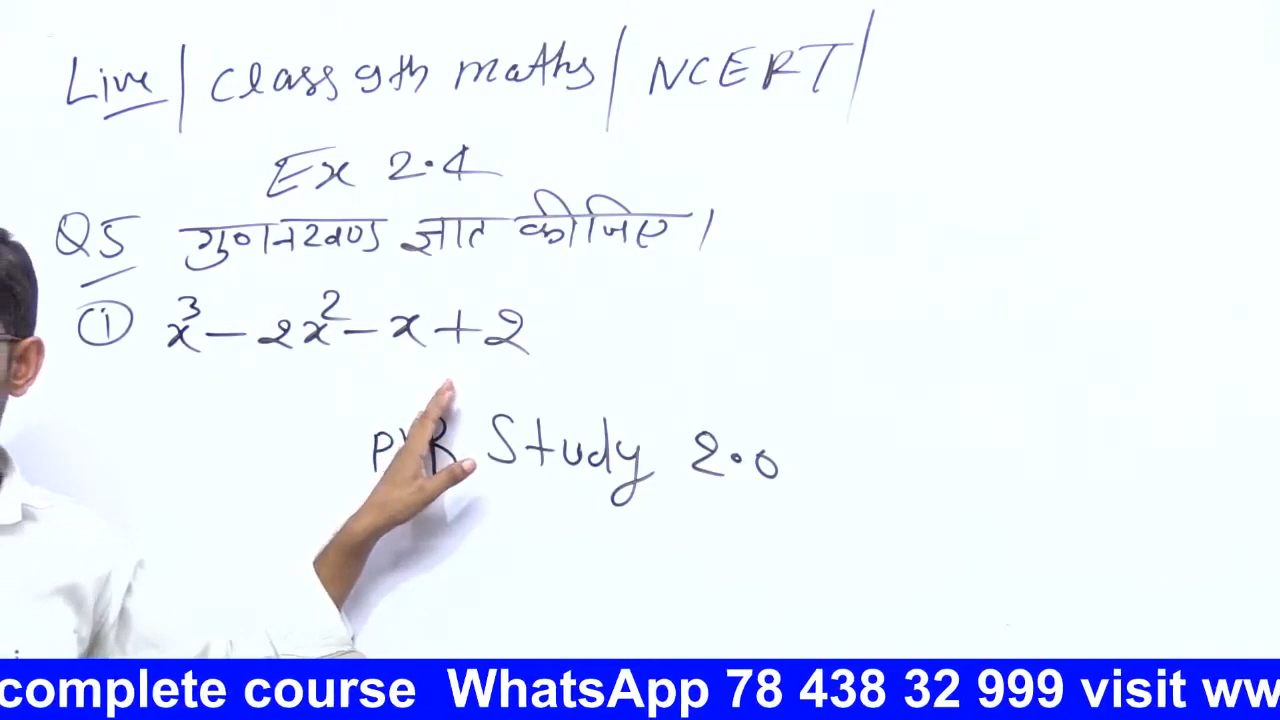 Live | Class 9th maths | NCERT |
Ex 2.4
Q5 गुणनखण्ड ज्ञात कीजिए।
① x³ - 2x² - x + 2
Study 2.0
complete course WhatsApp 78 438 32 999 visit ww